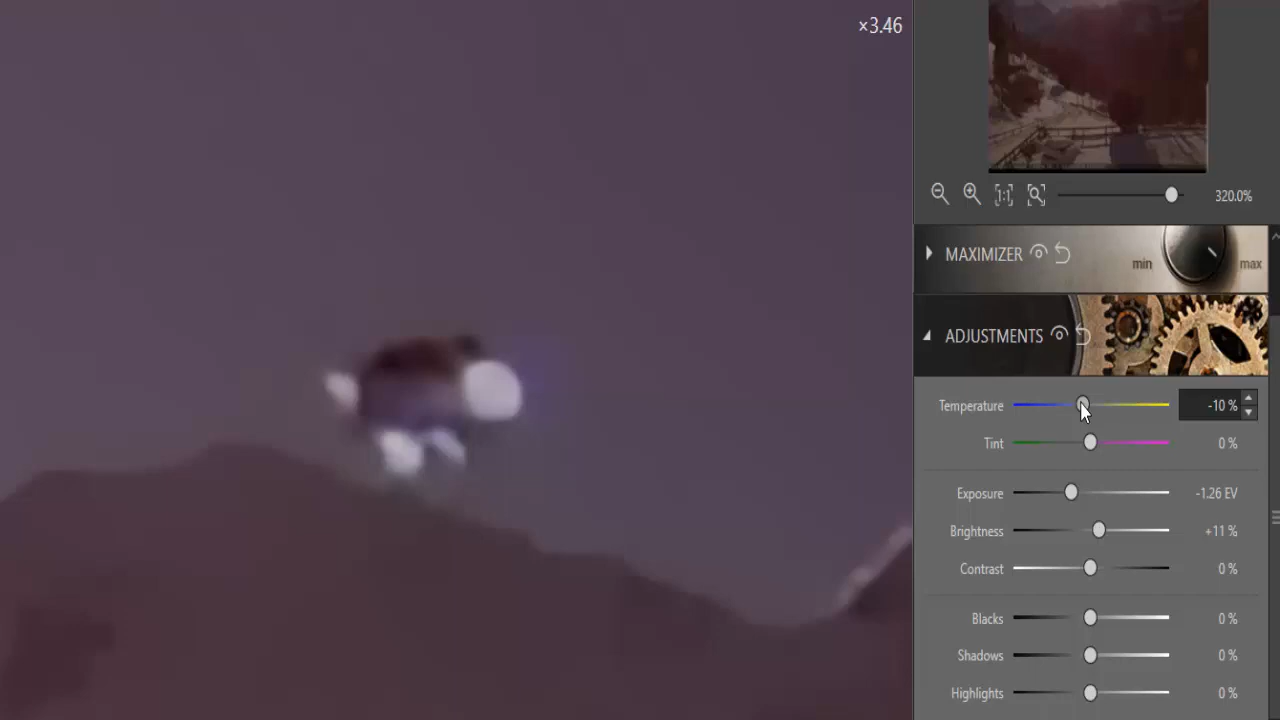 ×3.46
320.0%
MAXIMIZER
min max
ADJUSTMENTS
Temperature -10 %
Tint 0 %
Exposure -1.26 EV
Brightness +11 %
Contrast 0 %
Blacks 0 %
Shadows 0 %
Highlights 0 %